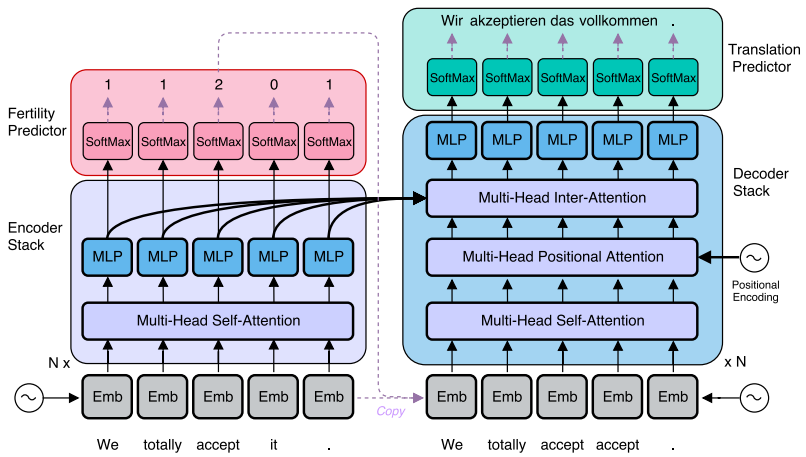 Wir akzeptieren das vollkommen .
SoftMax SoftMax SoftMax SoftMax SoftMax
Translation
Predictor
1 1 2 0 1
SoftMax SoftMax SoftMax SoftMax SoftMax
Fertility
Predictor
MLP MLP MLP MLP MLP
Decoder
Stack
Multi-Head Inter-Attention
Encoder
Stack
MLP MLP MLP MLP MLP
Multi-Head Positional Attention
Positional
Encoding
Multi-Head Self-Attention
Multi-Head Self-Attention
N x
x N
Emb Emb Emb Emb Emb
Copy
Emb Emb Emb Emb Emb
We totally accept it .
We totally accept accept .